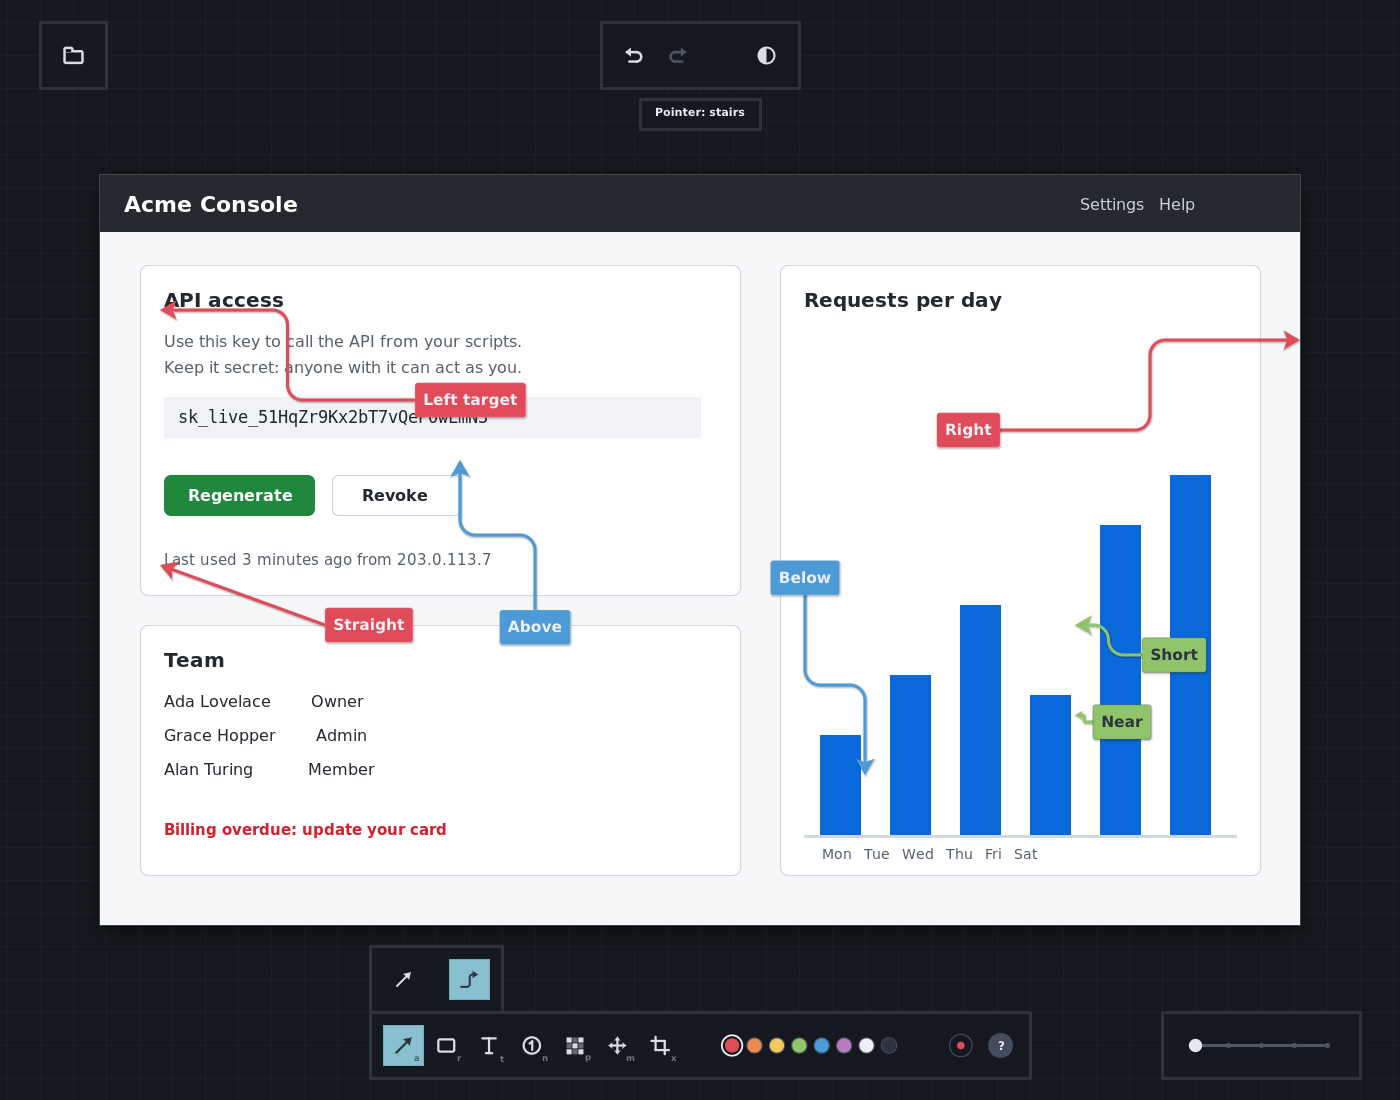 Pointer: stairs
Acme Console
Settings Help
API access
Use this key to call the API from your scripts.
Keep it secret: anyone with it can act as you.
Left target
Regenerate
Revoke
Last used 3 minutes ago from 203.0.113.7
Straight
Above
Team
Ada Lovelace Owner
Grace Hopper Admin
Alan Turing Member
Billing overdue: update your card
Requests per day
Right
Below
Short
Near
Mon Tue Wed Thu Fri Sat
a
r
T
t
1
n
p
m
x
?